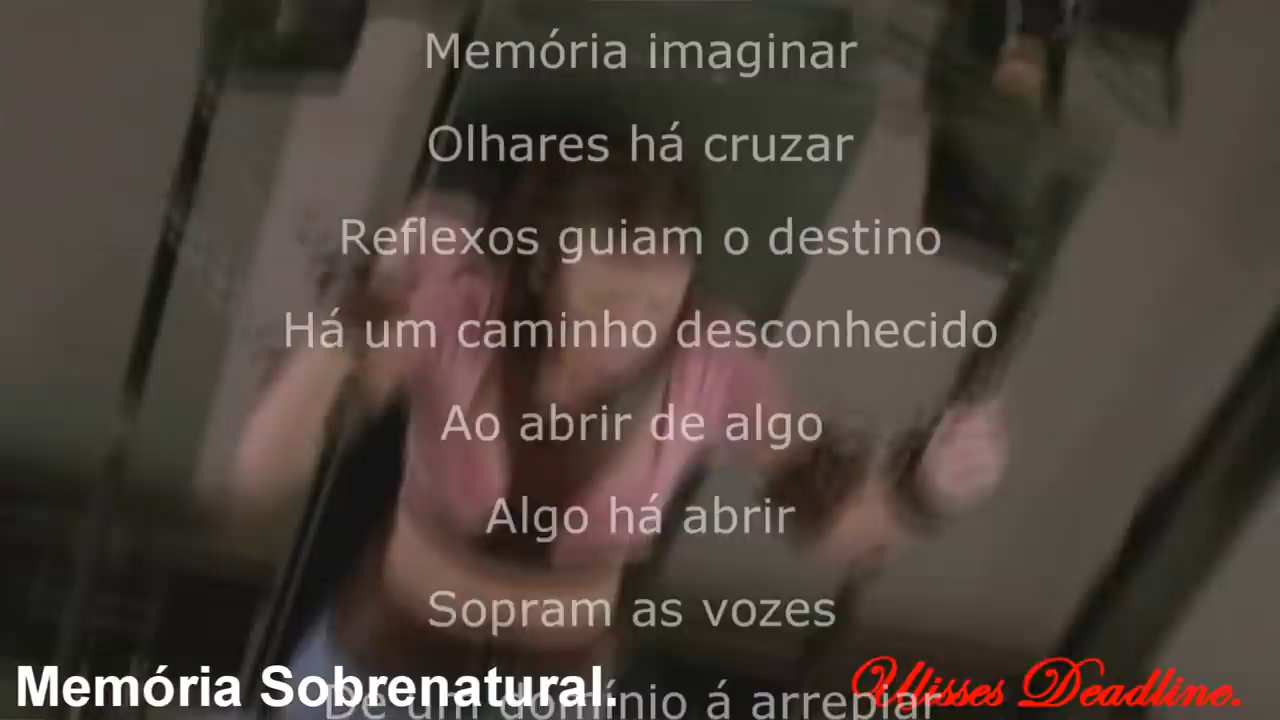 Memória imaginar
Olhares há cruzar
Reflexos guiam o destino
Há um caminho desconhecido
Ao abrir de algo
Algo há abrir
Sopram as vozes
De um domínio á arrepiar
Memória Sobrenatural.
Ulisses Deadline.